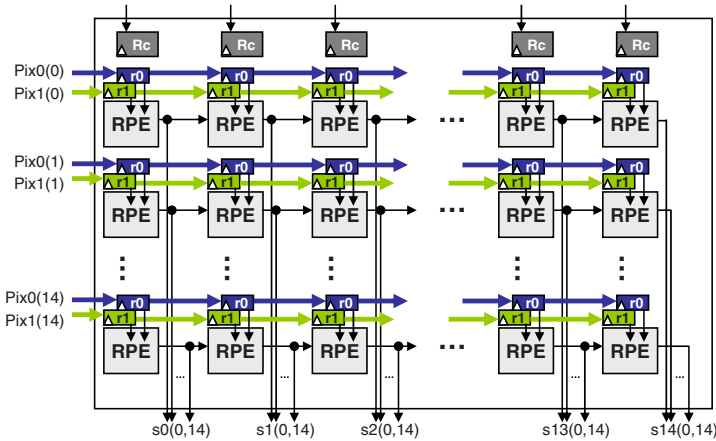 Rc Rc Rc Rc Rc
Pix0(0) r0 r0 r0 r0 r0
Pix1(0) r1 r1 r1 r1 r1
RPE RPE RPE ... RPE RPE
Pix0(1) r0 r0 r0 r0 r0
Pix1(1) r1 r1 r1 r1 r1
RPE RPE RPE ... RPE RPE
Pix0(14) r0 r0 r0 r0 r0
Pix1(14) r1 r1 r1 r1 r1
RPE RPE RPE ... RPE RPE
... ... ... ... ...
s0(0,14) s1(0,14) s2(0,14) s13(0,14) s14(0,14)